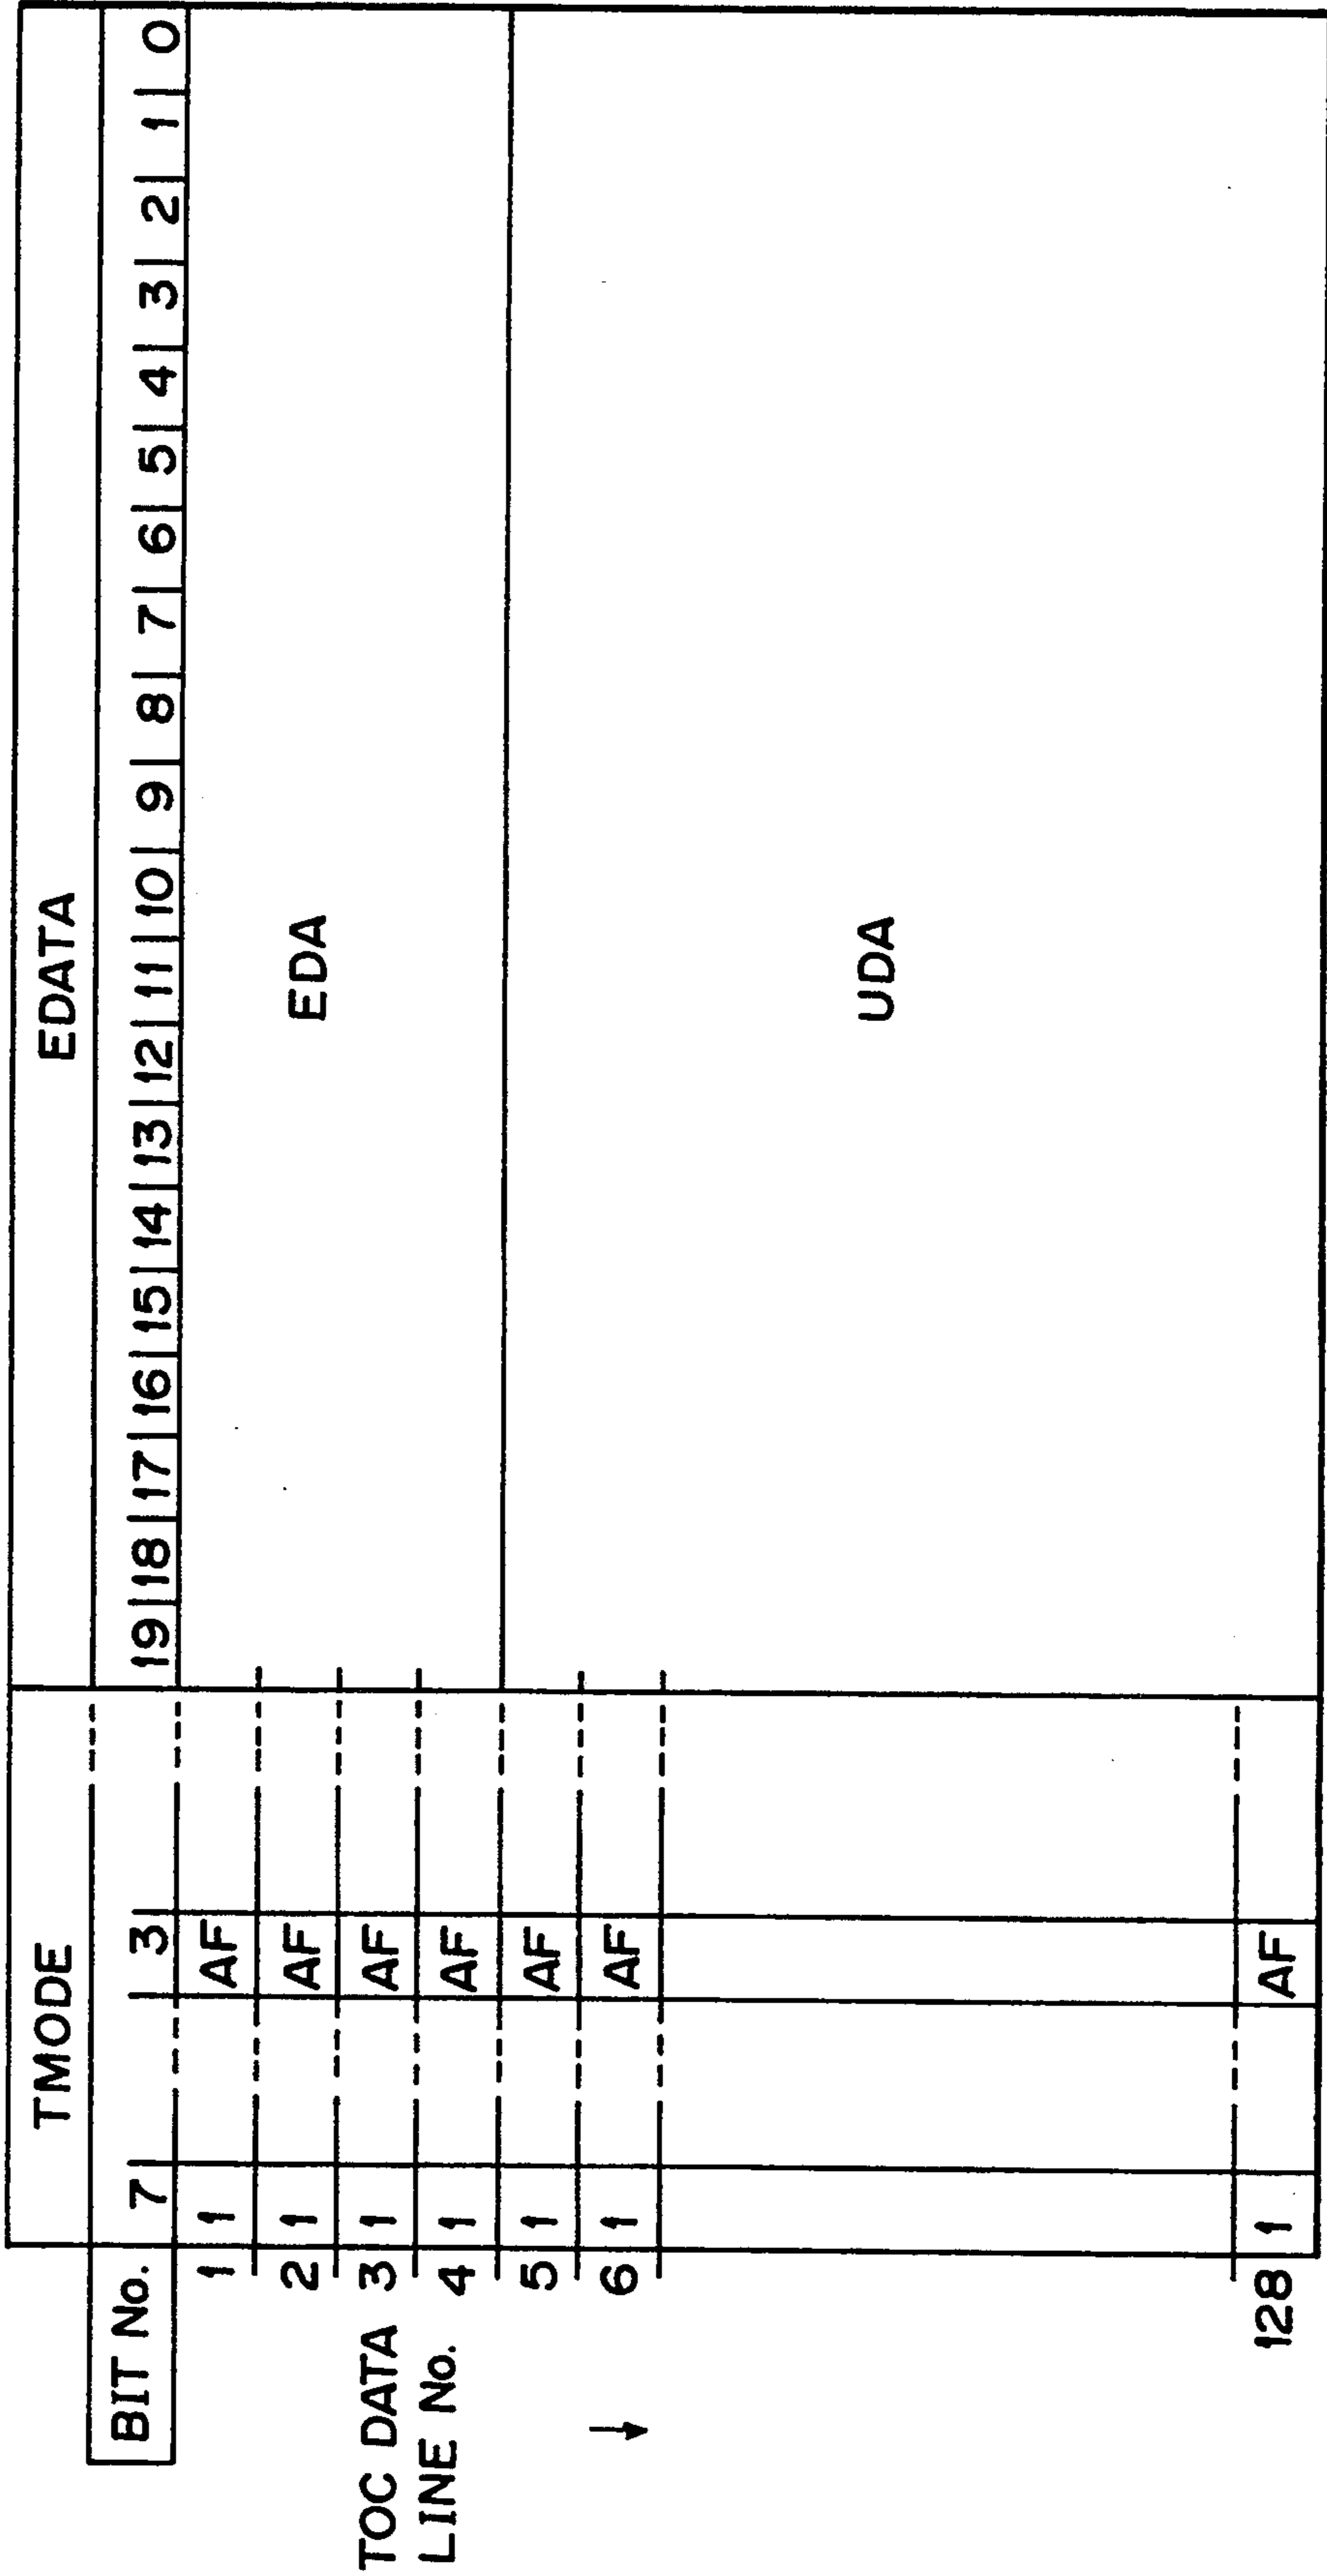 TMODE EDATA
BIT No. 7 3 19 18 17 16 15 14 13 12 11 10 9 8 7 6 5 4 3 2 1 0
1 1 AF
2 1 AF
TOC DATA 3 1 AF
LINE No. 4 1 AF
5 1 AF
6 1 AF
EDA
UDA
128 1 AF